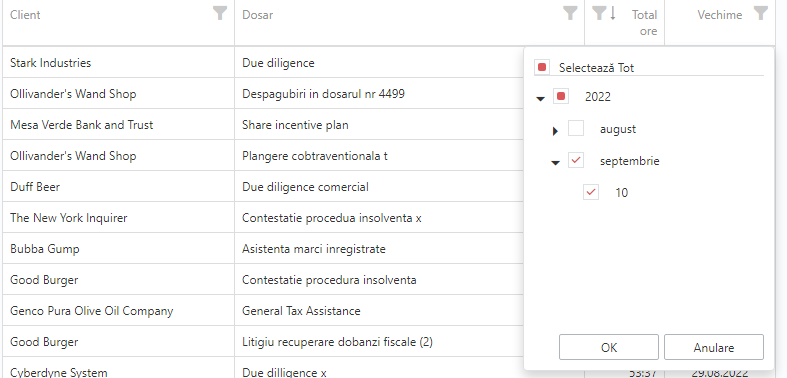 Client Dosar Total ore Vechime
Stark Industries Due diligence
Ollivander's Wand Shop Despagubiri in dosarul nr 4499
Mesa Verde Bank and Trust Share incentive plan
Ollivander's Wand Shop Plangere cobtraventionala t
Duff Beer Due diligence comercial
The New York Inquirer Contestatie procedua insolventa x
Bubba Gump Asistenta marci inregistrate
Good Burger Contestatie procedura insolventa
Genco Pura Olive Oil Company General Tax Assistance
Good Burger Litigiu recuperare dobanzi fiscale (2)
Cyberdyne System Due dilligence x 53:37 29.08.2022
Selectează Tot
2022
august
septembrie
10
OK Anulare